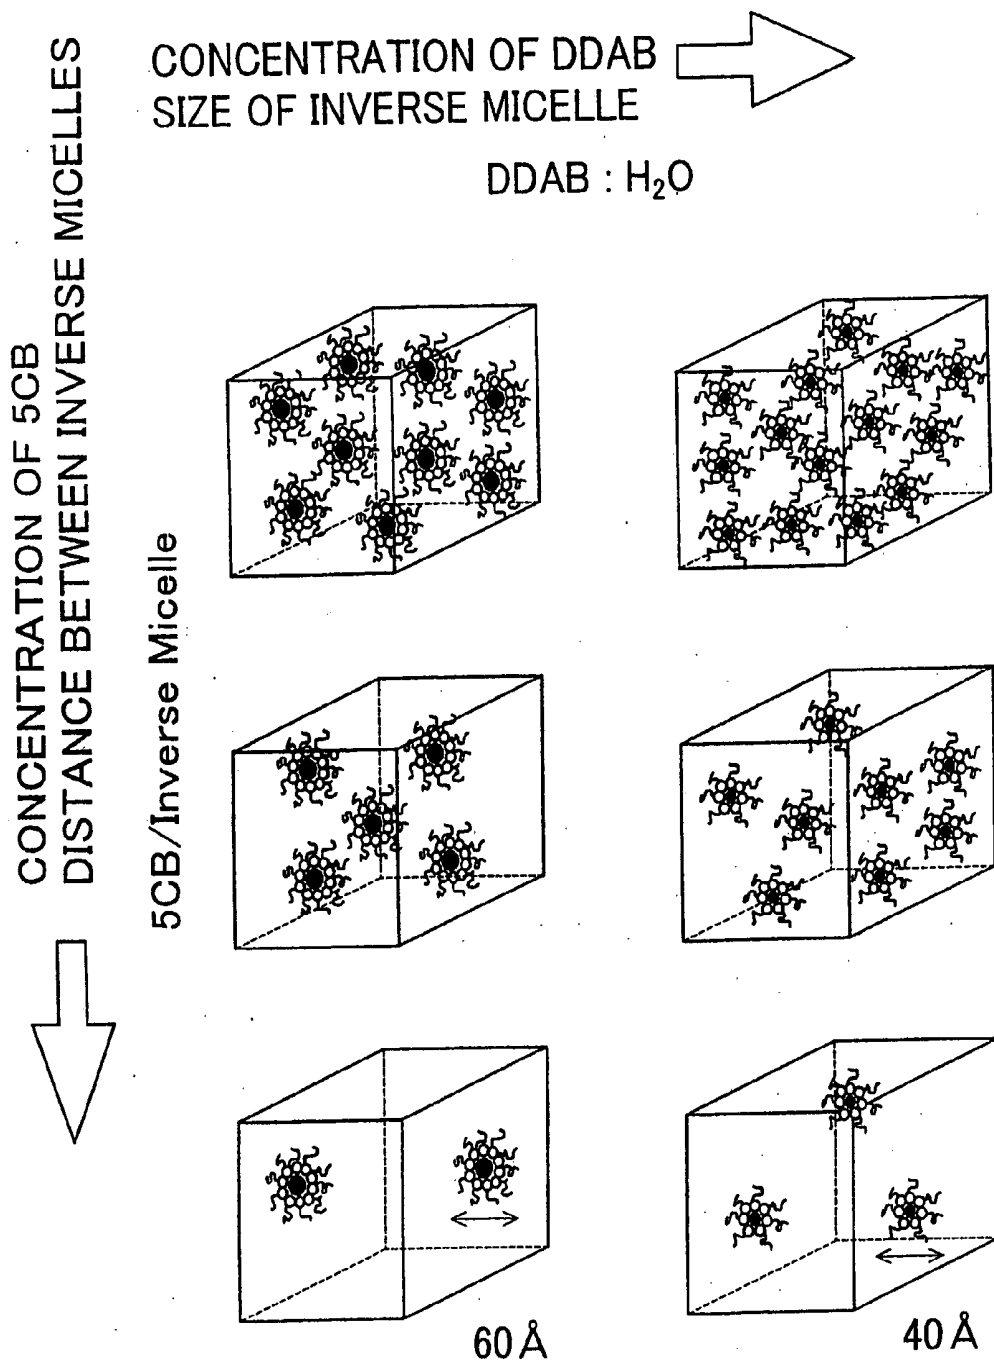 CONCENTRATION OF DDAB
SIZE OF INVERSE MICELLE
DDAB : H₂O
CONCENTRATION OF 5CB
DISTANCE BETWEEN INVERSE MICELLES
5CB/Inverse Micelle
60 Å
40 Å